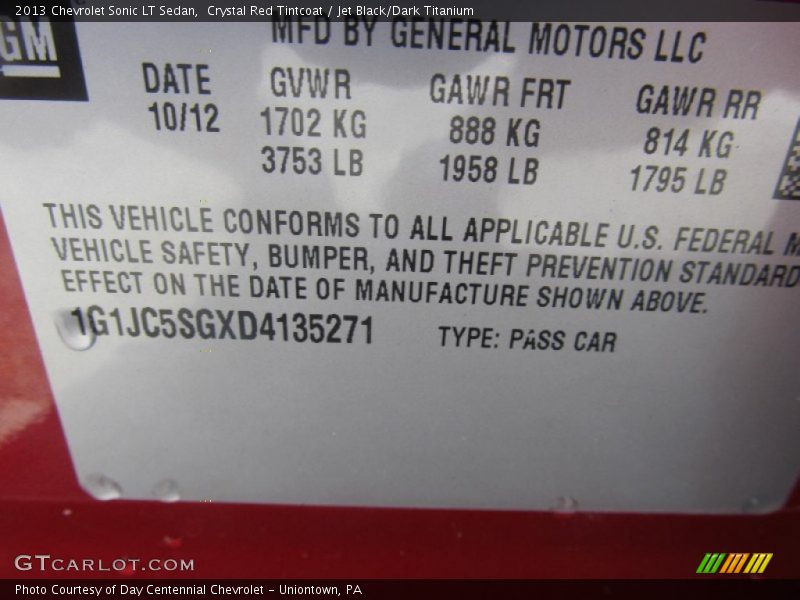 2013 Chevrolet Sonic LT Sedan,  Crystal Red Tintcoat / Jet Black/Dark Titanium
GM
MFD BY GENERAL MOTORS LLC
DATE GVWR GAWR FRT GAWR RR
10/12 1702 KG 888 KG 814 KG
3753 LB 1958 LB 1795 LB
THIS VEHICLE CONFORMS TO ALL APPLICABLE U.S. FEDERAL M
VEHICLE SAFETY, BUMPER, AND THEFT PREVENTION STANDARD
EFFECT ON THE DATE OF MANUFACTURE SHOWN ABOVE.
1G1JC5SGXD4135271 TYPE: PASS CAR
GTCARLOT.COM
Photo Courtesy of Day Centennial Chevrolet - Uniontown, PA